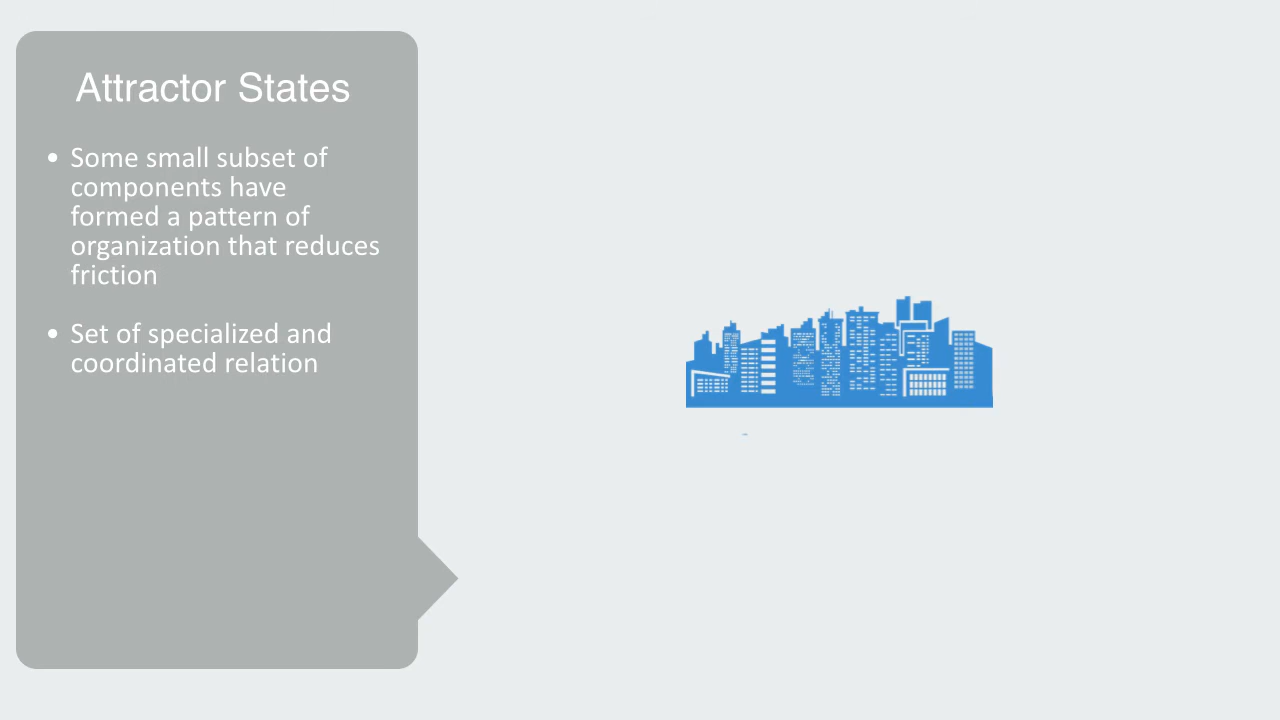 Attractor States
• Some small subset of
components have
formed a pattern of
organization that reduces
friction
• Set of specialized and
coordinated relation